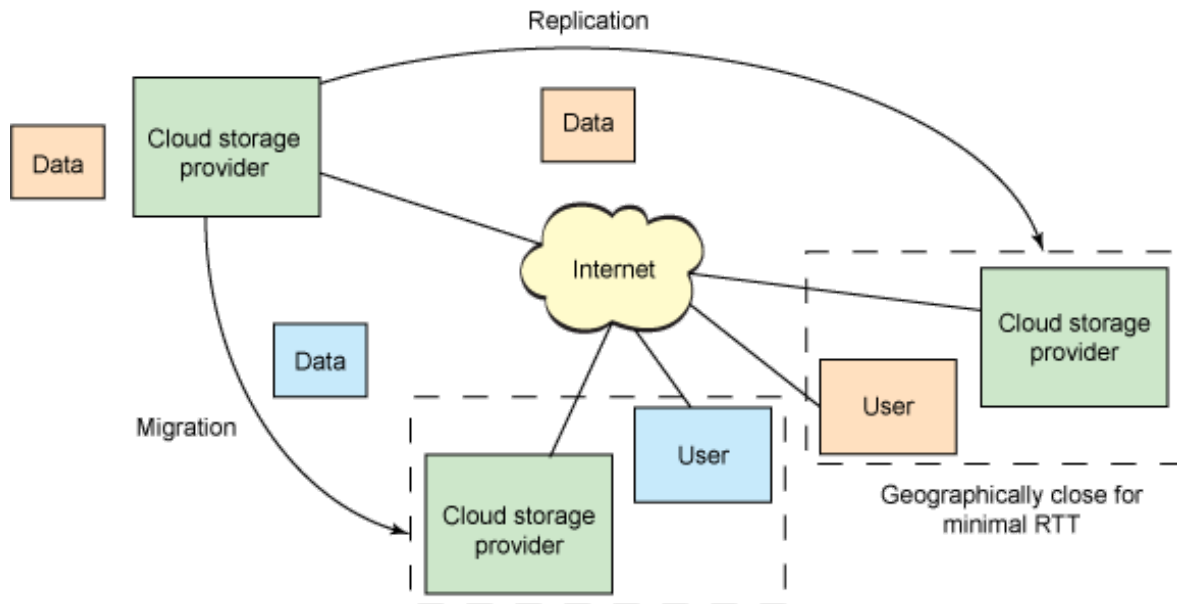 Replication
Cloud storage
provider
Data
Data
Internet
Cloud storage
provider
Data
User
Migration
User
Geographically close for
minimal RTT
Cloud storage
provider